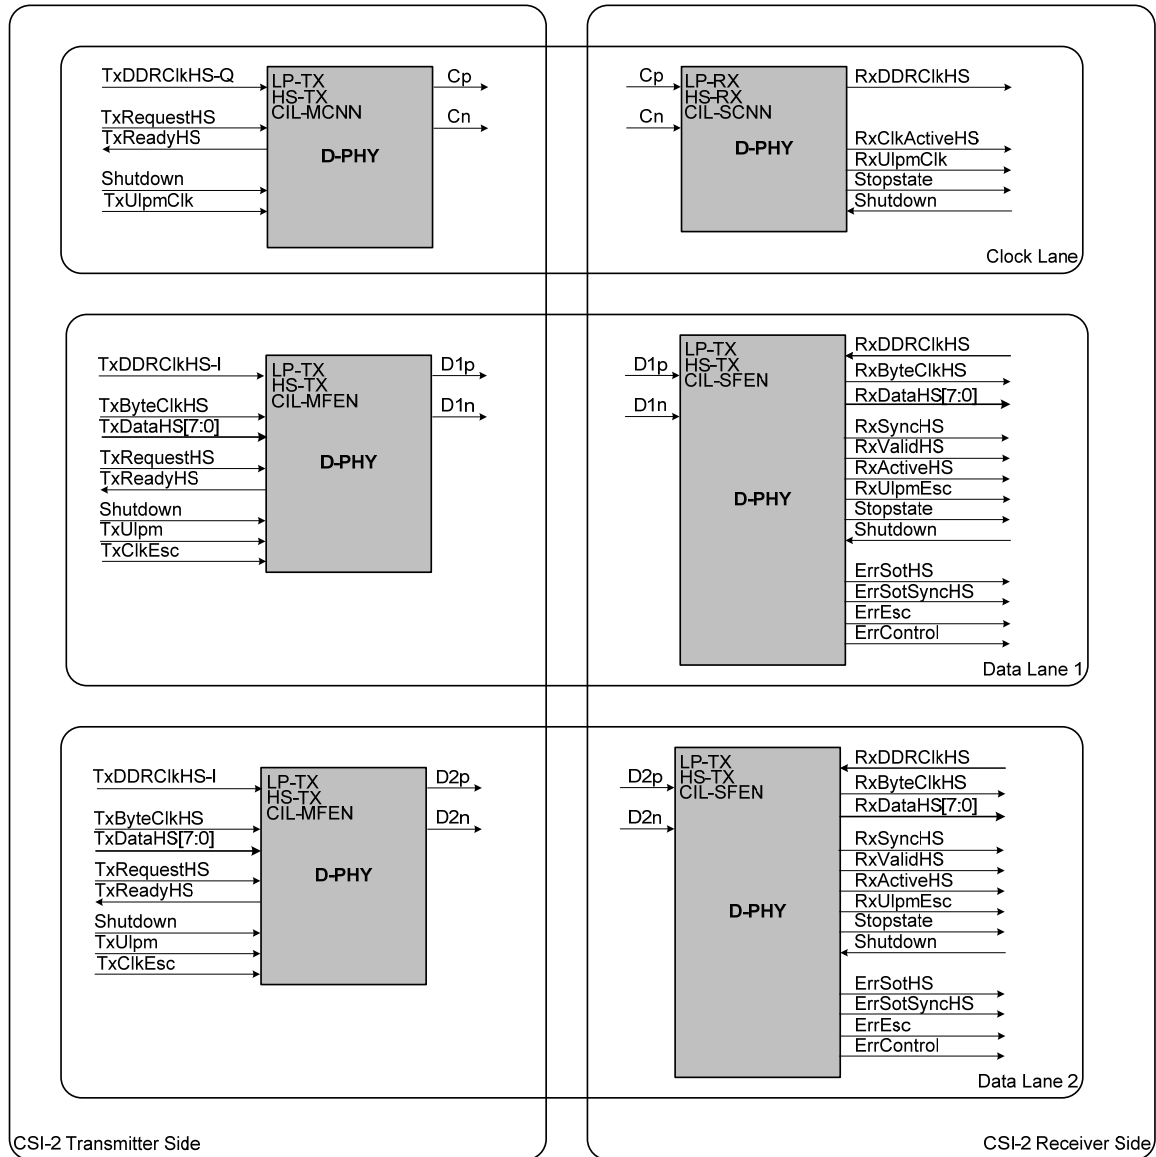 TxDDRClkHS-Q
TxRequestHS
TxReadyHS
Shutdown
TxUlpmClk
LP-TX
HS-TX
CIL-MCNN
D-PHY
Cp
Cn
Cp
Cn
LP-RX
HS-RX
CIL-SCNN
D-PHY
RxDDRClkHS
RxClkActiveHS
RxUlpmClk
Stopstate
Shutdown
Clock Lane
TxDDRClkHS-I
TxByteClkHS
TxDataHS[7:0]
TxRequestHS
TxReadyHS
Shutdown
TxUlpm
TxClkEsc
LP-TX
HS-TX
CIL-MFEN
D-PHY
D1p
D1n
D1p
D1n
LP-TX
HS-TX
CIL-SFEN
D-PHY
RxDDRClkHS
RxByteClkHS
RxDataHS[7:0]
RxSyncHS
RxValidHS
RxActiveHS
RxUlpmEsc
Stopstate
Shutdown
ErrSotHS
ErrSotSyncHS
ErrEsc
ErrControl
Data Lane 1
TxDDRClkHS-I
TxByteClkHS
TxDataHS[7:0]
TxRequestHS
TxReadyHS
Shutdown
TxUlpm
TxClkEsc
LP-TX
HS-TX
CIL-MFEN
D-PHY
D2p
D2n
D2p
D2n
LP-TX
HS-TX
CIL-SFEN
D-PHY
RxDDRClkHS
RxByteClkHS
RxDataHS[7:0]
RxSyncHS
RxValidHS
RxActiveHS
RxUlpmEsc
Stopstate
Shutdown
ErrSotHS
ErrSotSyncHS
ErrEsc
ErrControl
Data Lane 2
CSI-2 Transmitter Side
CSI-2 Receiver Side